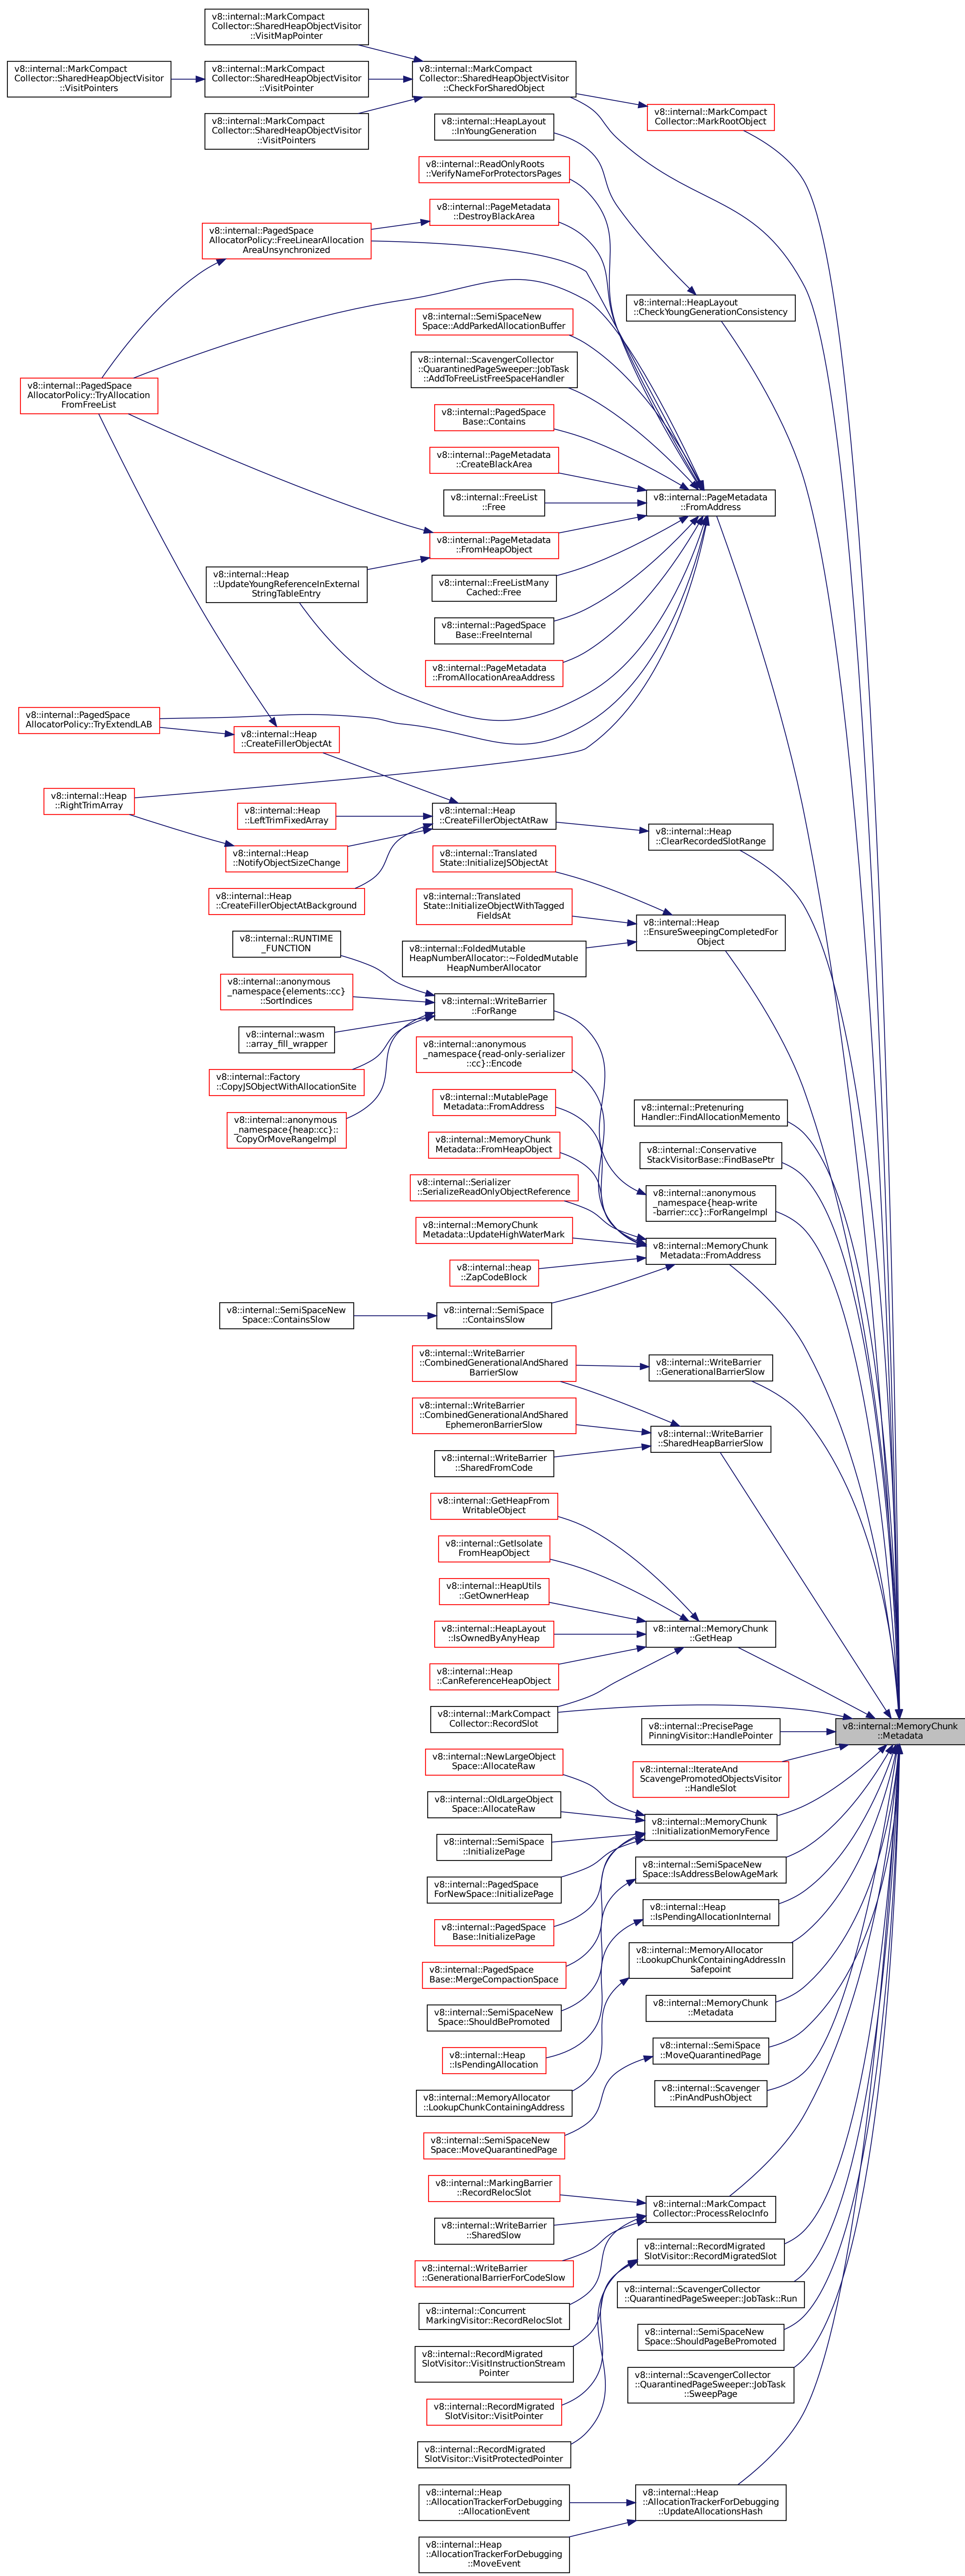 v8::internal::MarkCompact
Collector::SharedHeapObjectVisitor
::VisitMapPointer
v8::internal::MarkCompact
Collector::SharedHeapObjectVisitor
::VisitPointers
v8::internal::MarkCompact
Collector::SharedHeapObjectVisitor
::VisitPointer
v8::internal::MarkCompact
Collector::SharedHeapObjectVisitor
::CheckForSharedObject
v8::internal::MarkCompact
Collector::MarkRootObject
v8::internal::MarkCompact
Collector::SharedHeapObjectVisitor
::VisitPointers
v8::internal::HeapLayout
::InYoungGeneration
v8::internal::ReadOnlyRoots
::VerifyNameForProtectorsPages
v8::internal::PageMetadata
::DestroyBlackArea
v8::internal::PagedSpace
AllocatorPolicy::FreeLinearAllocation
AreaUnsynchronized
v8::internal::HeapLayout
::CheckYoungGenerationConsistency
v8::internal::SemiSpaceNew
Space::AddParkedAllocationBuffer
v8::internal::ScavengerCollector
::QuarantinedPageSweeper::JobTask
::AddToFreeListFreeSpaceHandler
v8::internal::PagedSpace
AllocatorPolicy::TryAllocation
FromFreeList
v8::internal::PagedSpace
Base::Contains
v8::internal::PageMetadata
::CreateBlackArea
v8::internal::FreeList
::Free
v8::internal::PageMetadata
::FromAddress
v8::internal::PageMetadata
::FromHeapObject
v8::internal::Heap
::UpdateYoungReferenceInExternal
StringTableEntry
v8::internal::FreeListMany
Cached::Free
v8::internal::PagedSpace
Base::FreeInternal
v8::internal::PageMetadata
::FromAllocationAreaAddress
v8::internal::PagedSpace
AllocatorPolicy::TryExtendLAB
v8::internal::Heap
::CreateFillerObjectAt
v8::internal::Heap
::RightTrimArray
v8::internal::Heap
::LeftTrimFixedArray
v8::internal::Heap
::CreateFillerObjectAtRaw
v8::internal::Heap
::ClearRecordedSlotRange
v8::internal::Heap
::NotifyObjectSizeChange
v8::internal::Translated
State::InitializeJSObjectAt
v8::internal::Heap
::CreateFillerObjectAtBackground
v8::internal::Translated
State::InitializeObjectWithTagged
FieldsAt
v8::internal::Heap
::EnsureSweepingCompletedFor
Object
v8::internal::RUNTIME
_FUNCTION
v8::internal::FoldedMutable
HeapNumberAllocator::~FoldedMutable
HeapNumberAllocator
v8::internal::anonymous
_namespace{elements::cc}
::SortIndices
v8::internal::WriteBarrier
::ForRange
v8::internal::wasm
::array_fill_wrapper
v8::internal::anonymous
_namespace{read-only-serializer
::cc}::Encode
v8::internal::Factory
::CopyJSObjectWithAllocationSite
v8::internal::MutablePage
Metadata::FromAddress
v8::internal::Pretenuring
Handler::FindAllocationMemento
v8::internal::anonymous
_namespace{heap::cc}::
CopyOrMoveRangeImpl
v8::internal::MemoryChunk
Metadata::FromHeapObject
v8::internal::Conservative
StackVisitorBase::FindBasePtr
v8::internal::Serializer
::SerializeReadOnlyObjectReference
v8::internal::anonymous
_namespace{heap-write
-barrier::cc}::ForRangeImpl
v8::internal::MemoryChunk
Metadata::UpdateHighWaterMark
v8::internal::MemoryChunk
Metadata::FromAddress
v8::internal::heap
::ZapCodeBlock
v8::internal::SemiSpaceNew
Space::ContainsSlow
v8::internal::SemiSpace
::ContainsSlow
v8::internal::WriteBarrier
::CombinedGenerationalAndShared
BarrierSlow
v8::internal::WriteBarrier
::GenerationalBarrierSlow
v8::internal::WriteBarrier
::CombinedGenerationalAndShared
EphemeronBarrierSlow
v8::internal::WriteBarrier
::SharedHeapBarrierSlow
v8::internal::WriteBarrier
::SharedFromCode
v8::internal::GetHeapFrom
WritableObject
v8::internal::GetIsolate
FromHeapObject
v8::internal::HeapUtils
::GetOwnerHeap
v8::internal::HeapLayout
::IsOwnedByAnyHeap
v8::internal::MemoryChunk
::GetHeap
v8::internal::Heap
::CanReferenceHeapObject
v8::internal::MarkCompact
Collector::RecordSlot
v8::internal::PrecisePage
PinningVisitor::HandlePointer
v8::internal::MemoryChunk
::Metadata
v8::internal::NewLargeObject
Space::AllocateRaw
v8::internal::IterateAnd
ScavengePromotedObjectsVisitor
::HandleSlot
v8::internal::OldLargeObject
Space::AllocateRaw
v8::internal::MemoryChunk
::InitializationMemoryFence
v8::internal::SemiSpace
::InitializePage
v8::internal::SemiSpaceNew
Space::IsAddressBelowAgeMark
v8::internal::PagedSpace
ForNewSpace::InitializePage
v8::internal::Heap
::IsPendingAllocationInternal
v8::internal::PagedSpace
Base::InitializePage
v8::internal::MemoryAllocator
::LookupChunkContainingAddressIn
Safepoint
v8::internal::PagedSpace
Base::MergeCompactionSpace
v8::internal::MemoryChunk
::Metadata
v8::internal::SemiSpaceNew
Space::ShouldBePromoted
v8::internal::SemiSpace
::MoveQuarantinedPage
v8::internal::Heap
::IsPendingAllocation
v8::internal::Scavenger
::PinAndPushObject
v8::internal::MemoryAllocator
::LookupChunkContainingAddress
v8::internal::SemiSpaceNew
Space::MoveQuarantinedPage
v8::internal::MarkingBarrier
::RecordRelocSlot
v8::internal::MarkCompact
Collector::ProcessRelocInfo
v8::internal::WriteBarrier
::SharedSlow
v8::internal::RecordMigrated
SlotVisitor::RecordMigratedSlot
v8::internal::WriteBarrier
::GenerationalBarrierForCodeSlow
v8::internal::ScavengerCollector
::QuarantinedPageSweeper::JobTask::Run
v8::internal::Concurrent
MarkingVisitor::RecordRelocSlot
v8::internal::SemiSpaceNew
Space::ShouldPageBePromoted
v8::internal::RecordMigrated
SlotVisitor::VisitInstructionStream
Pointer
v8::internal::ScavengerCollector
::QuarantinedPageSweeper::JobTask
::SweepPage
v8::internal::RecordMigrated
SlotVisitor::VisitPointer
v8::internal::RecordMigrated
SlotVisitor::VisitProtectedPointer
v8::internal::Heap
::AllocationTrackerForDebugging
::AllocationEvent
v8::internal::Heap
::AllocationTrackerForDebugging
::UpdateAllocationsHash
v8::internal::Heap
::AllocationTrackerForDebugging
::MoveEvent